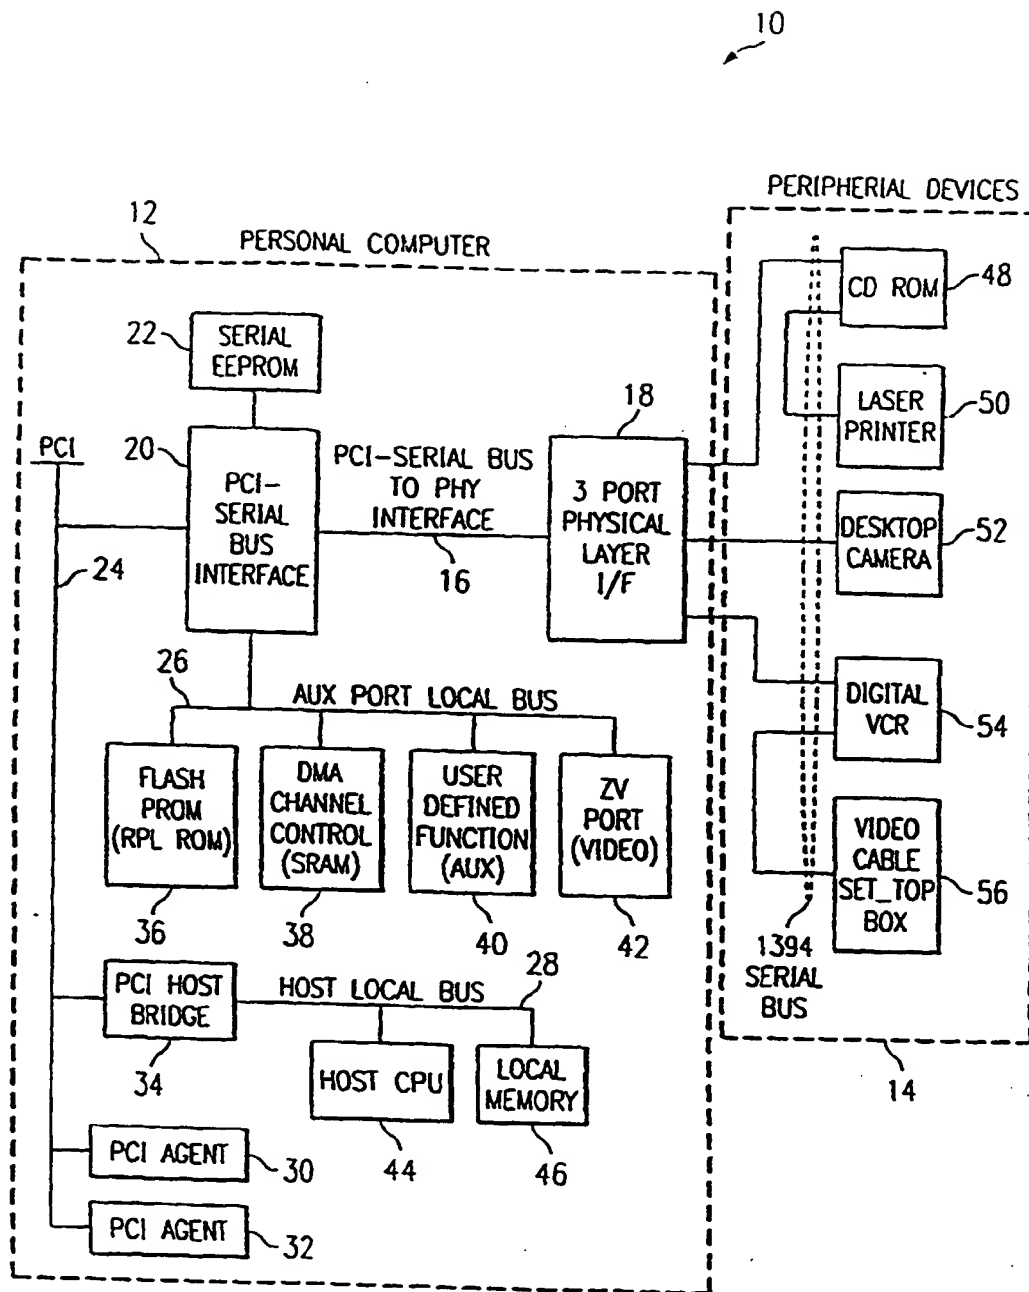 10
PERIPHERIAL DEVICES
12
PERSONAL COMPUTER
CD ROM
48
22
SERIAL
EEPROM
18
LASER
PRINTER
50
PCI
20
PCI-
SERIAL
BUS
INTERFACE
PCI-SERIAL BUS
TO PHY
INTERFACE
16
3 PORT
PHYSICAL
LAYER
I/F
DESKTOP
CAMERA
52
24
26
AUX PORT LOCAL BUS
DIGITAL
VCR
54
FLASH
PROM
(RPL ROM)
36
DMA
CHANNEL
CONTROL
(SRAM)
38
USER
DEFINED
FUNCTION
(AUX)
40
ZV
PORT
(VIDEO)
42
VIDEO
CABLE
SET_TOP
BOX
56
1394
SERIAL
BUS
14
PCI HOST
BRIDGE
34
HOST LOCAL BUS
28
HOST CPU
44
LOCAL
MEMORY
46
PCI AGENT
30
PCI AGENT
32